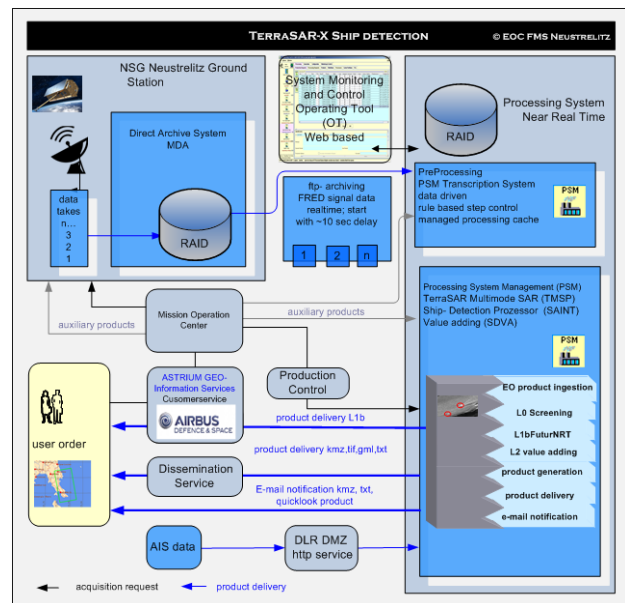 TERRASAR-X SHIP DETECTION
© EOC FMS NEUSTRELITZ
NSG Neustrelitz Ground
Station
Direct Archive System
MDA
data
takes
n...
3
2
1
RAID
System Monitoring
and Control
Operating Tool
(OT) .
Web based
ftp- archiving
FRED signal data
realtime; start
with ~10 sec delay
1
2
n
Processing System
Near Real Time
RAID
PreProcessing
PSM Transcription System
data driven
rule based step control
managed processing cache
PSM
auxiliary products
Mission Operation
Center
auxiliary products
Processing System Management (PSM)
TerraSAR Multimode SAR (TMSP)
Ship- Detection Prozessor (SAINT)
Value adding (SDVA)
PSM
EO product ingestion
L0 Screening
L1bFuturNRT
L2 value adding
product generation
product delivery
e-mail notification
ASTRIUM GEO-
Information Services
Cusomerservice
AIRBUS
DEFENCE & SPACE
Production
Control
user order
product delivery L1b
product delivery kmz,tif,gml,txt
Dissemination
Service
E-mail notification kmz, txt,
quicklook product
AIS data
DLR DMZ
http service
acquisition request
product delivery